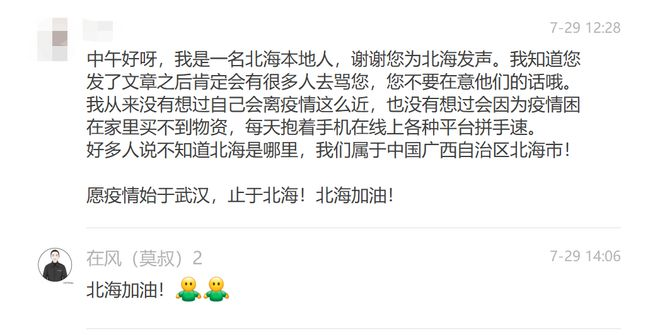 7-29 12:28
中午好呀，我是一名北海本地人，谢谢您为北海发声。我知道您
发了文章之后肯定会有很多人去骂您，您不要在意他们的话哦。
我从来没有想过自己会离疫情这么近，也没有想过会因为疫情困
在家里买不到物资，每天抱着手机在线上各种平台拼手速。
好多人说不知道北海是哪里，我们属于中国广西自治区北海市！
愿疫情始于武汉，止于北海！北海加油！
在风（莫叔）2
7-29 14:06
北海加油！